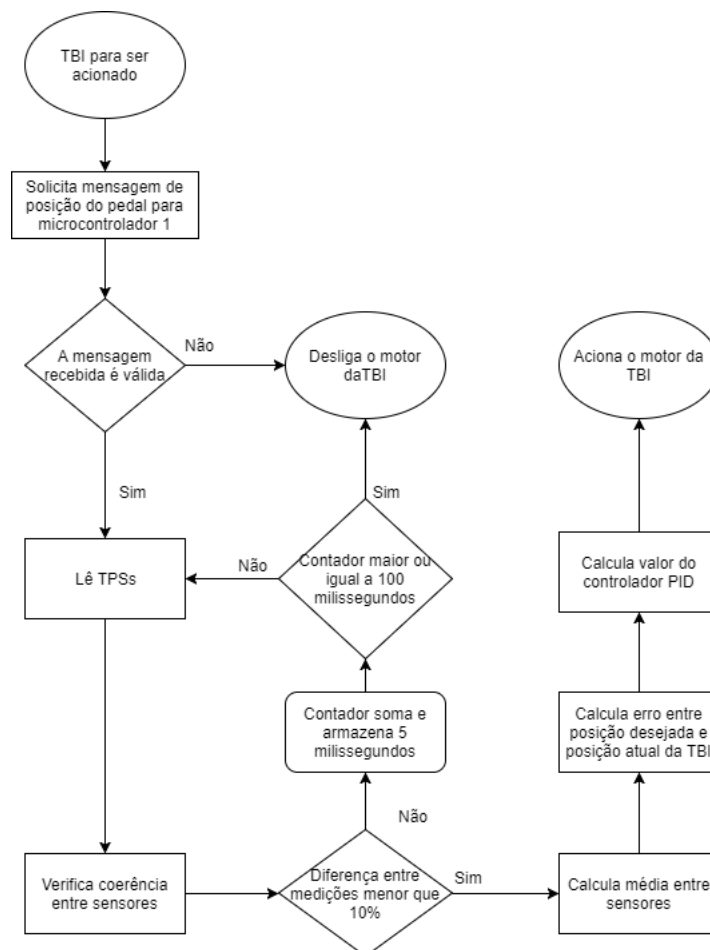 TBI para ser
acionado
Solicita mensagem de
posição do pedal para
microcontrolador 1
A mensagem
recebida é válida
Não
Sim
Desliga o motor
daTBI
Aciona o motor da
TBI
Sim
Lê TPSs
Não
Contador maior ou
igual a 100
milissegundos
Calcula valor do
controlador PID
Contador soma e
armazena 5
milissegundos
Calcula erro entre
posição desejada e
posição atual da TBI
Não
Verifica coerência
entre sensores
Diferença entre
medições menor que
10%
Sim
Calcula média entre
sensores